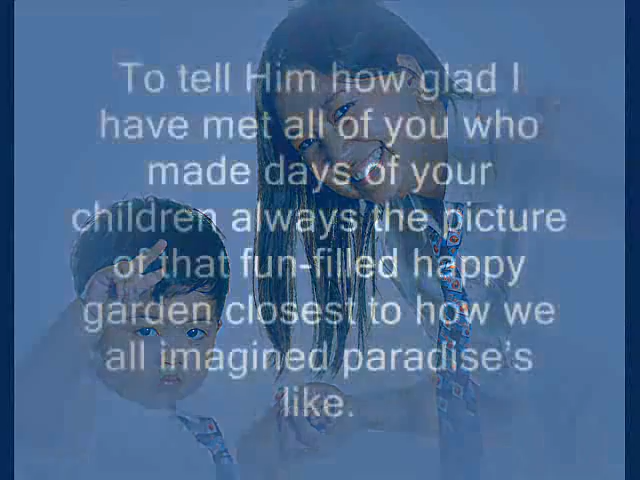 To tell Him how glad I
have met all of you who
made days of your
children always the picture
of that fun-filled happy
garden closest to how we
all imagined paradise's
like.